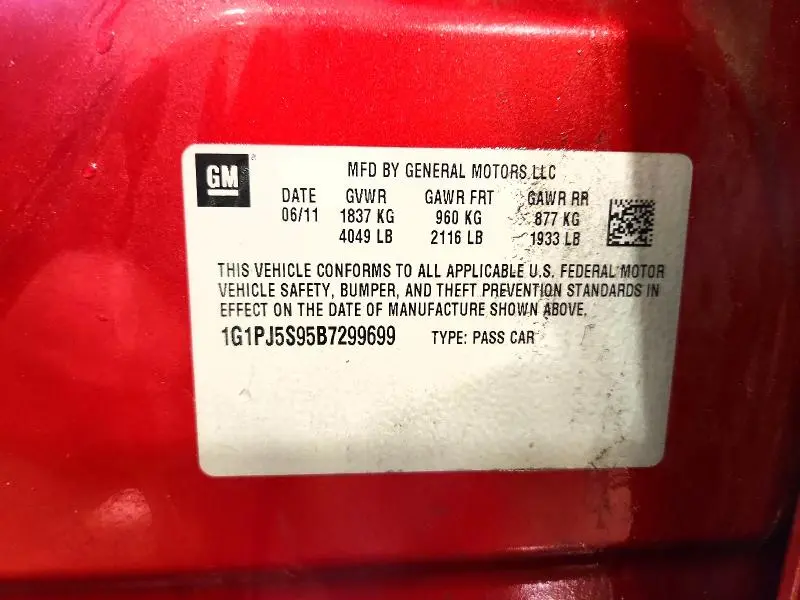 GM
MFD BY GENERAL MOTORS LLC
DATE GVWR GAWR FRT GAWR RR
06/11 1837 KG 960 KG 877 KG
4049 LB 2116 LB 1933 LB
THIS VEHICLE CONFORMS TO ALL APPLICABLE U.S. FEDERAL MOTOR
VEHICLE SAFETY, BUMPER, AND THEFT PREVENTION STANDARDS IN
EFFECT ON THE DATE OF MANUFACTURE SHOWN ABOVE.
1G1PJ5S95B7299699 TYPE: PASS CAR